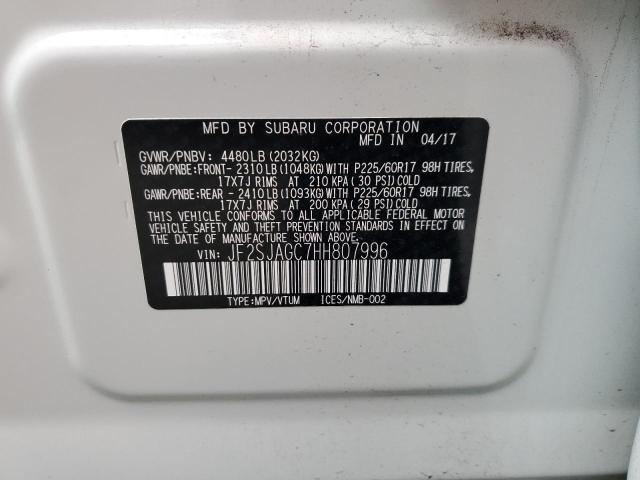 MFD BY SUBARU CORPORATION
MFD IN 04/17
GVWR/PNBV: 4480LB(2032KG)
GAWR/PNBE:FRONT- 2310LB(1048KG)WITH P225/60R17 98H TIRES,
17X7J RIMS AT 210 KPA(30 PSI)COLD
GAWR/PNBE:REAR - 2410LB(1093KG)WITH P225/60R17 98H TIRES,
17X7J RIMS AT 200 KPA(29 PSI)COLD
THIS VEHICLE CONFORMS TO ALL APPLICABLE FEDERAL MOTOR
VEHICLE SAFETY AND THEFT PREVENTION STANDARDS IN EFFECT ON
THE DATE OF MANUFACTURE SHOWN ABOVE.
VIN: JF2SJAGC7HH807996
TYPE:MPV/VTUM ICES/NMB-002